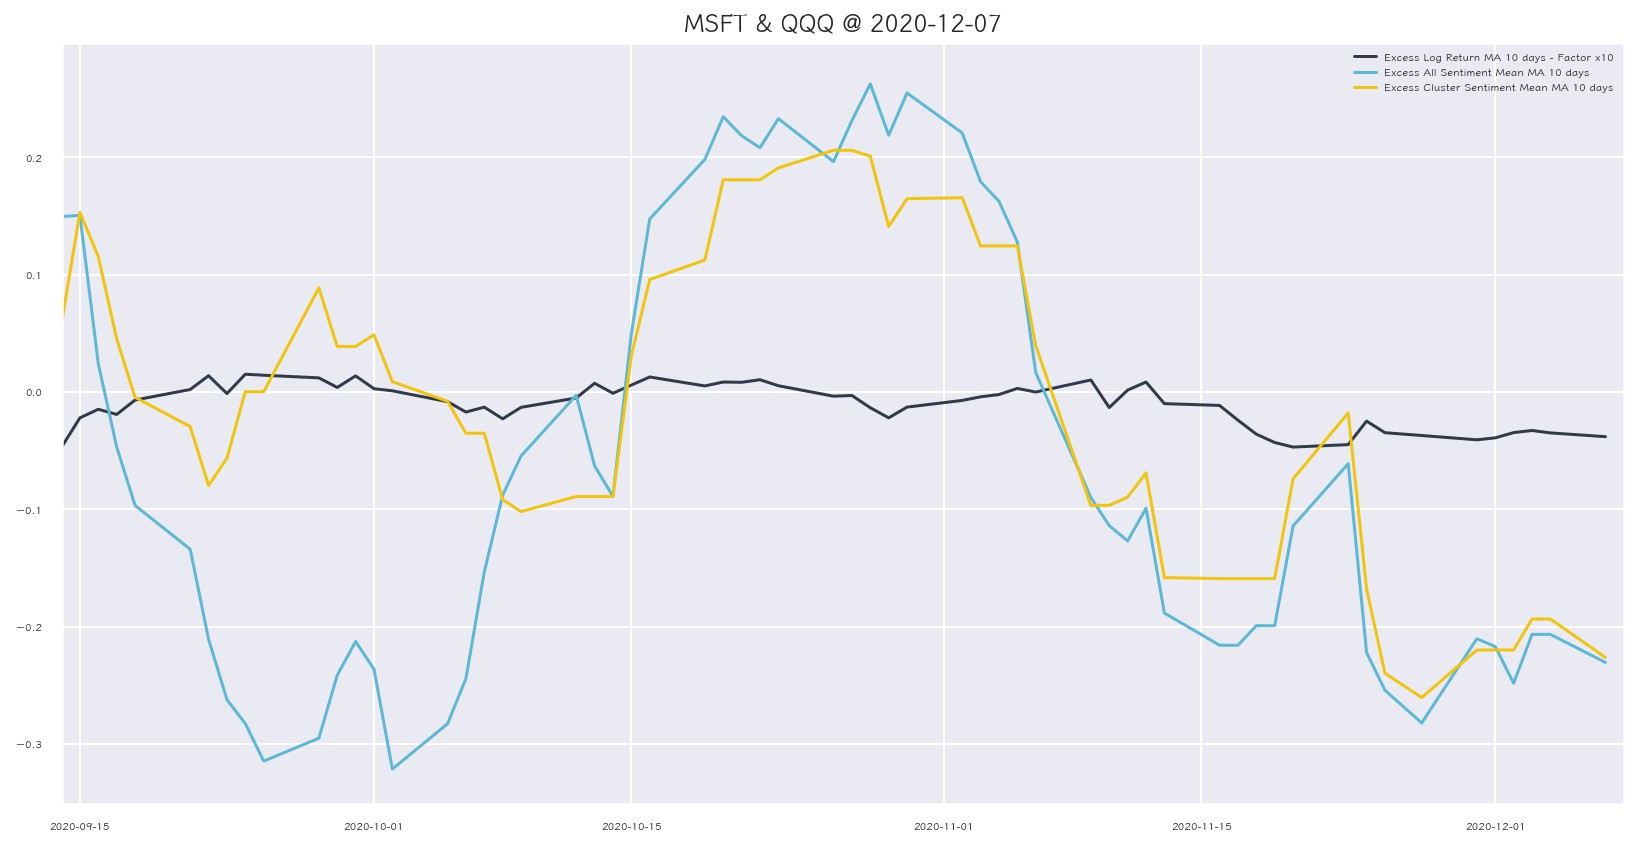 MSFT & QQQ @ 2020-12-07
Excess Log Return MA 10 days - Factor x10
Excess All Sentiment Mean MA 10 days
Excess Cluster Sentiment Mean MA 10 days
0.2
0.1
0.0
−0.1
−0.2
−0.3
2020-09-15 2020-10-01 2020-10-15 2020-11-01 2020-11-15 2020-12-01